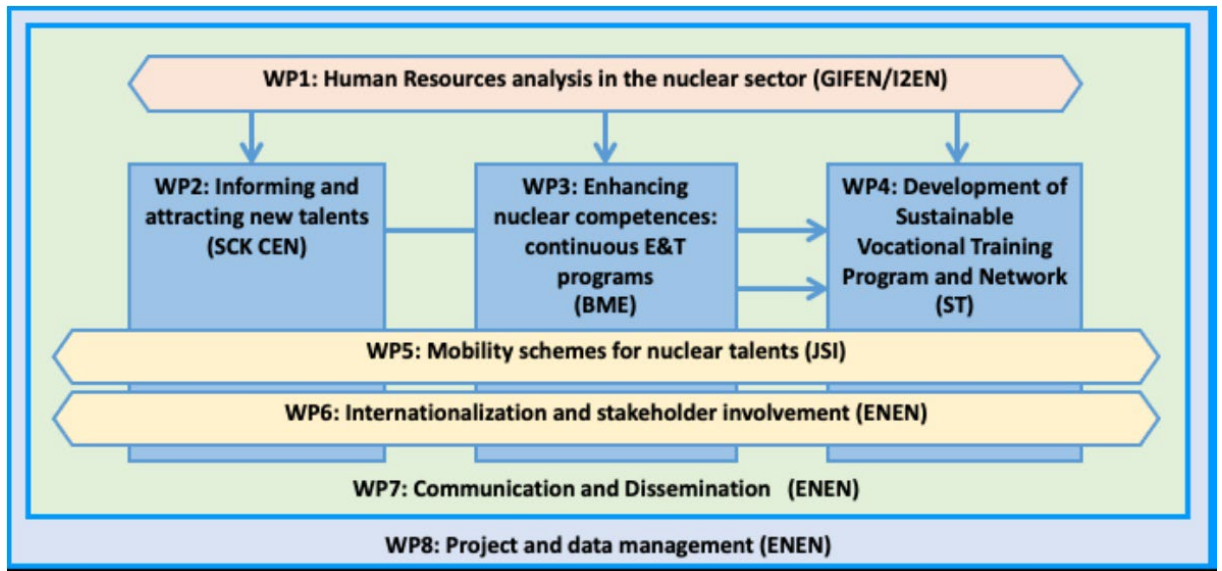 WP1: Human Resources analysis in the nuclear sector (GIFEN/I2EN)
WP2: Informing and
attracting new talents
(SCK CEN)
WP3: Enhancing
nuclear competences:
continuous E&T
programs
(BME)
WP4: Development of
Sustainable
Vocational Training
Program and Network
(ST)
WP5: Mobility schemes for nuclear talents (JSI)
WP6: Internationalization and stakeholder involvement (ENEN)
WP7: Communication and Dissemination (ENEN)
WP8: Project and data management (ENEN)